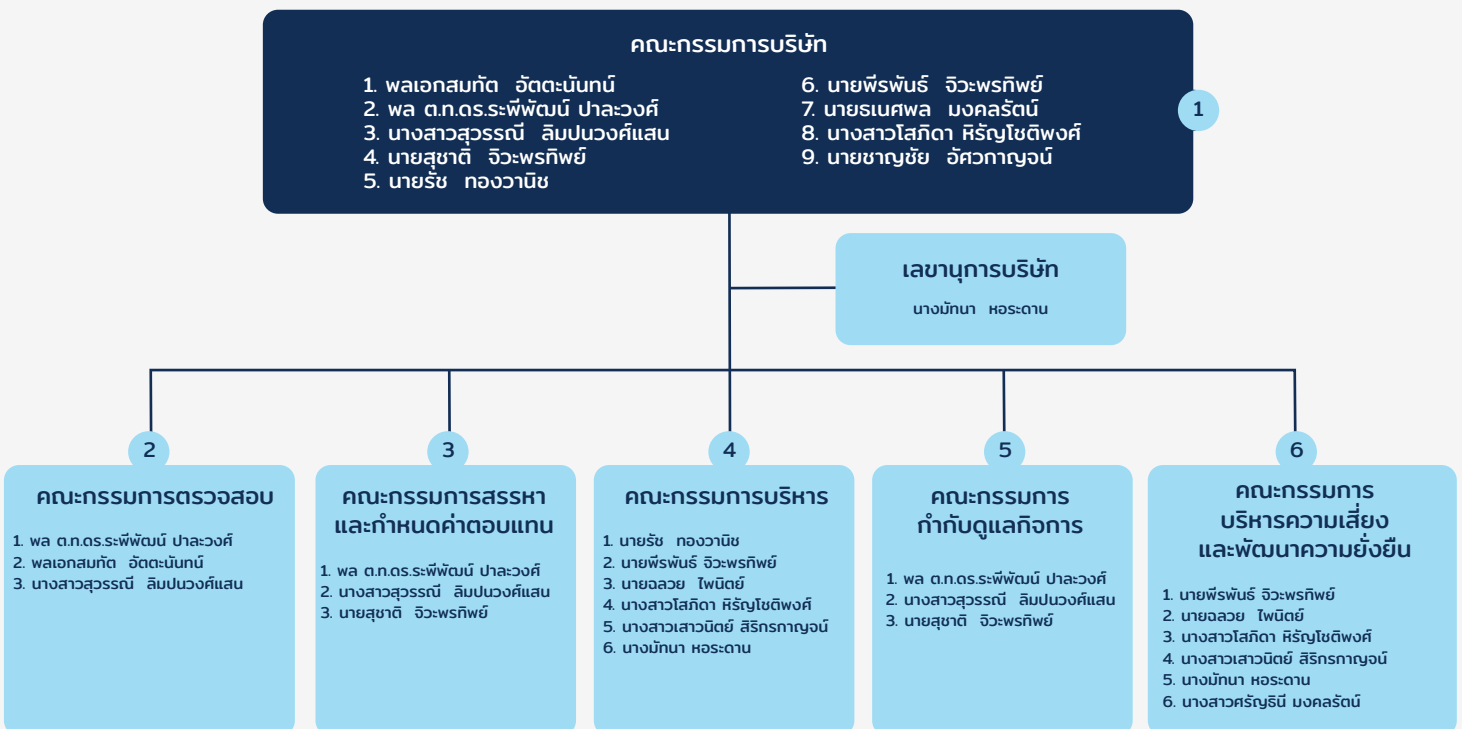 คณะกรรมการบริษัท
1. พลเอกสมทัต อัตตะนันทน์
2. พล ต.ท.ดร.ระพีพัฒน์ ปาละวงศ์
3. นางสาวสุวรรณี ลิมปนวงศ์แสน
4. นายสุชาติ จิวะพรทิพย์
5. นายรัช ทองวานิช
6. นายพีรพันธ์ จิวะพรทิพย์
7. นายธเนศพล มงคลรัตน์
8. นางสาวโสภิดา หิรัญโชติพงศ์
9. นายชาญชัย อัศวกาญจน์
1
เลขานุการบริษัท
นางมัทนา หอระดาน
2
คณะกรรมการตรวจสอบ
1. พล ต.ท.ดร.ระพีพัฒน์ ปาละวงศ์
2. พลเอกสมทัต อัตตะนันทน์
3. นางสาวสุวรรณี ลิมปนวงศ์แสน
3
คณะกรรมการสรรหา
และกำหนดค่าตอบแทน
1. พล ต.ท.ดร.ระพีพัฒน์ ปาละวงศ์
2. นางสาวสุวรรณี ลิมปนวงศ์แสน
3. นายสุชาติ จิวะพรทิพย์
4
คณะกรรมการบริหาร
1. นายรัช ทองวานิช
2. นายพีรพันธ์ จิวะพรทิพย์
3. นายฉลวย ไพนิตย์
4. นางสาวโสภิดา หิรัญโชติพงศ์
5. นางสาวเสาวนิตย์ สิริกรกาญจน์
6. นางมัทนา หอระดาน
5
คณะกรรมการ
กำกับดูแลกิจการ
1. พล ต.ท.ดร.ระพีพัฒน์ ปาละวงศ์
2. นางสาวสุวรรณี ลิมปนวงศ์แสน
3. นายสุชาติ จิวะพรทิพย์
6
คณะกรรมการ
บริหารความเสี่ยง
และพัฒนาความยั่งยืน
1. นายพีรพันธ์ จิวะพรทิพย์
2. นายฉลวย ไพนิตย์
3. นางสาวโสภิดา หิรัญโชติพงศ์
4. นางสาวเสาวนิตย์ สิริกรกาญจน์
5. นางมัทนา หอระดาน
6. นางสาวศรัญธินี มงคลรัตน์